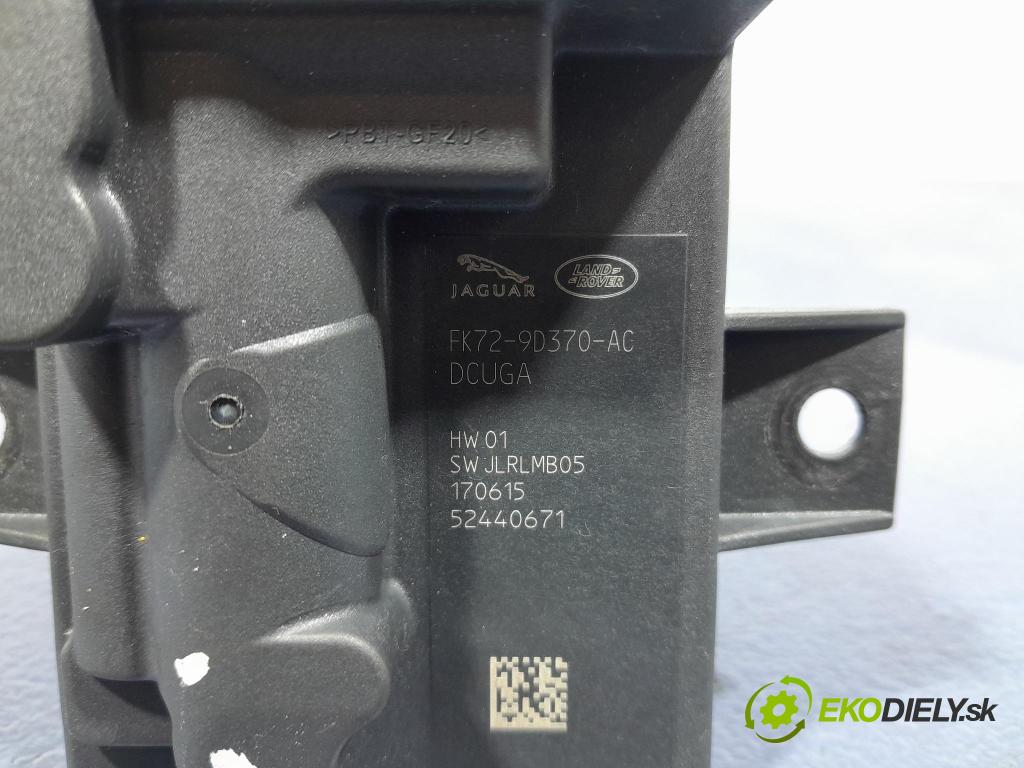 >PBT-GF20<
JAGUAR
LAND
ROVER
FK72-9D370-AC
DCUGA
HW 01
SW JLRLMB05
170615
52440671
EKODIELY.sk